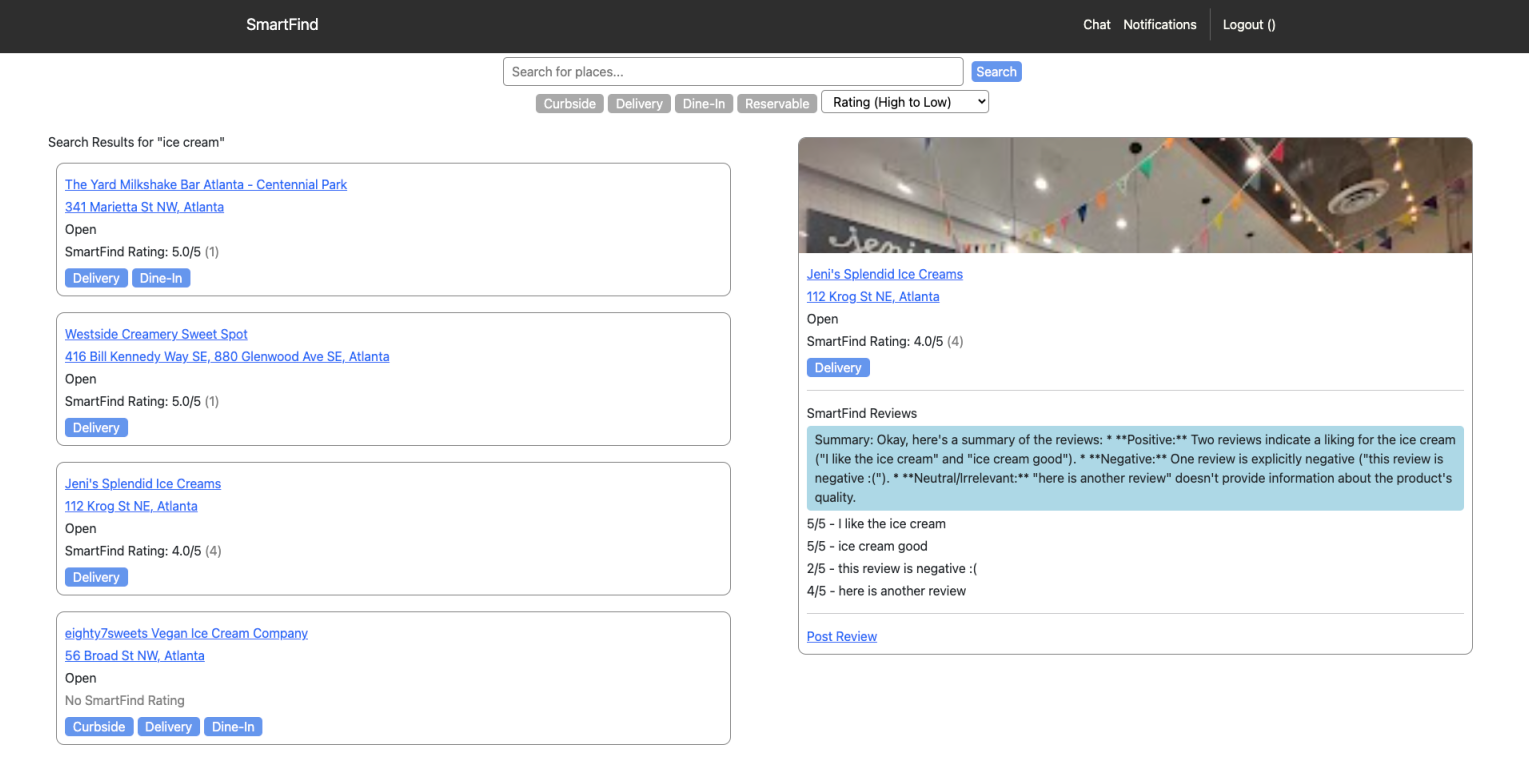 SmartFind
Chat
Notifications
Logout ()
Search for places...
Search
Curbside
Delivery
Dine-In
Reservable
Rating (High to Low)
Search Results for "ice cream"
The Yard Milkshake Bar Atlanta - Centennial Park
341 Marietta St NW, Atlanta
Open
SmartFind Rating: 5.0/5 (1)
Delivery
Dine-In
Westside Creamery Sweet Spot
416 Bill Kennedy Way SE, 880 Glenwood Ave SE, Atlanta
Open
SmartFind Rating: 5.0/5 (1)
Delivery
Jeni's Splendid Ice Creams
112 Krog St NE, Atlanta
Open
SmartFind Rating: 4.0/5 (4)
Delivery
eighty7sweets Vegan Ice Cream Company
56 Broad St NW, Atlanta
Open
No SmartFind Rating
Curbside
Delivery
Dine-In
jeni
Jeni's Splendid Ice Creams
112 Krog St NE, Atlanta
Open
SmartFind Rating: 4.0/5 (4)
Delivery
SmartFind Reviews
Summary: Okay, here's a summary of the reviews: * **Positive:** Two reviews indicate a liking for the ice cream
("I like the ice cream" and "ice cream good"). * **Negative:** One review is explicitly negative ("this review is
negative :("). * **Neutral/Irrelevant:** "here is another review" doesn't provide information about the product's
quality.
5/5 - I like the ice cream
5/5 - ice cream good
2/5 - this review is negative :(
4/5 - here is another review
Post Review